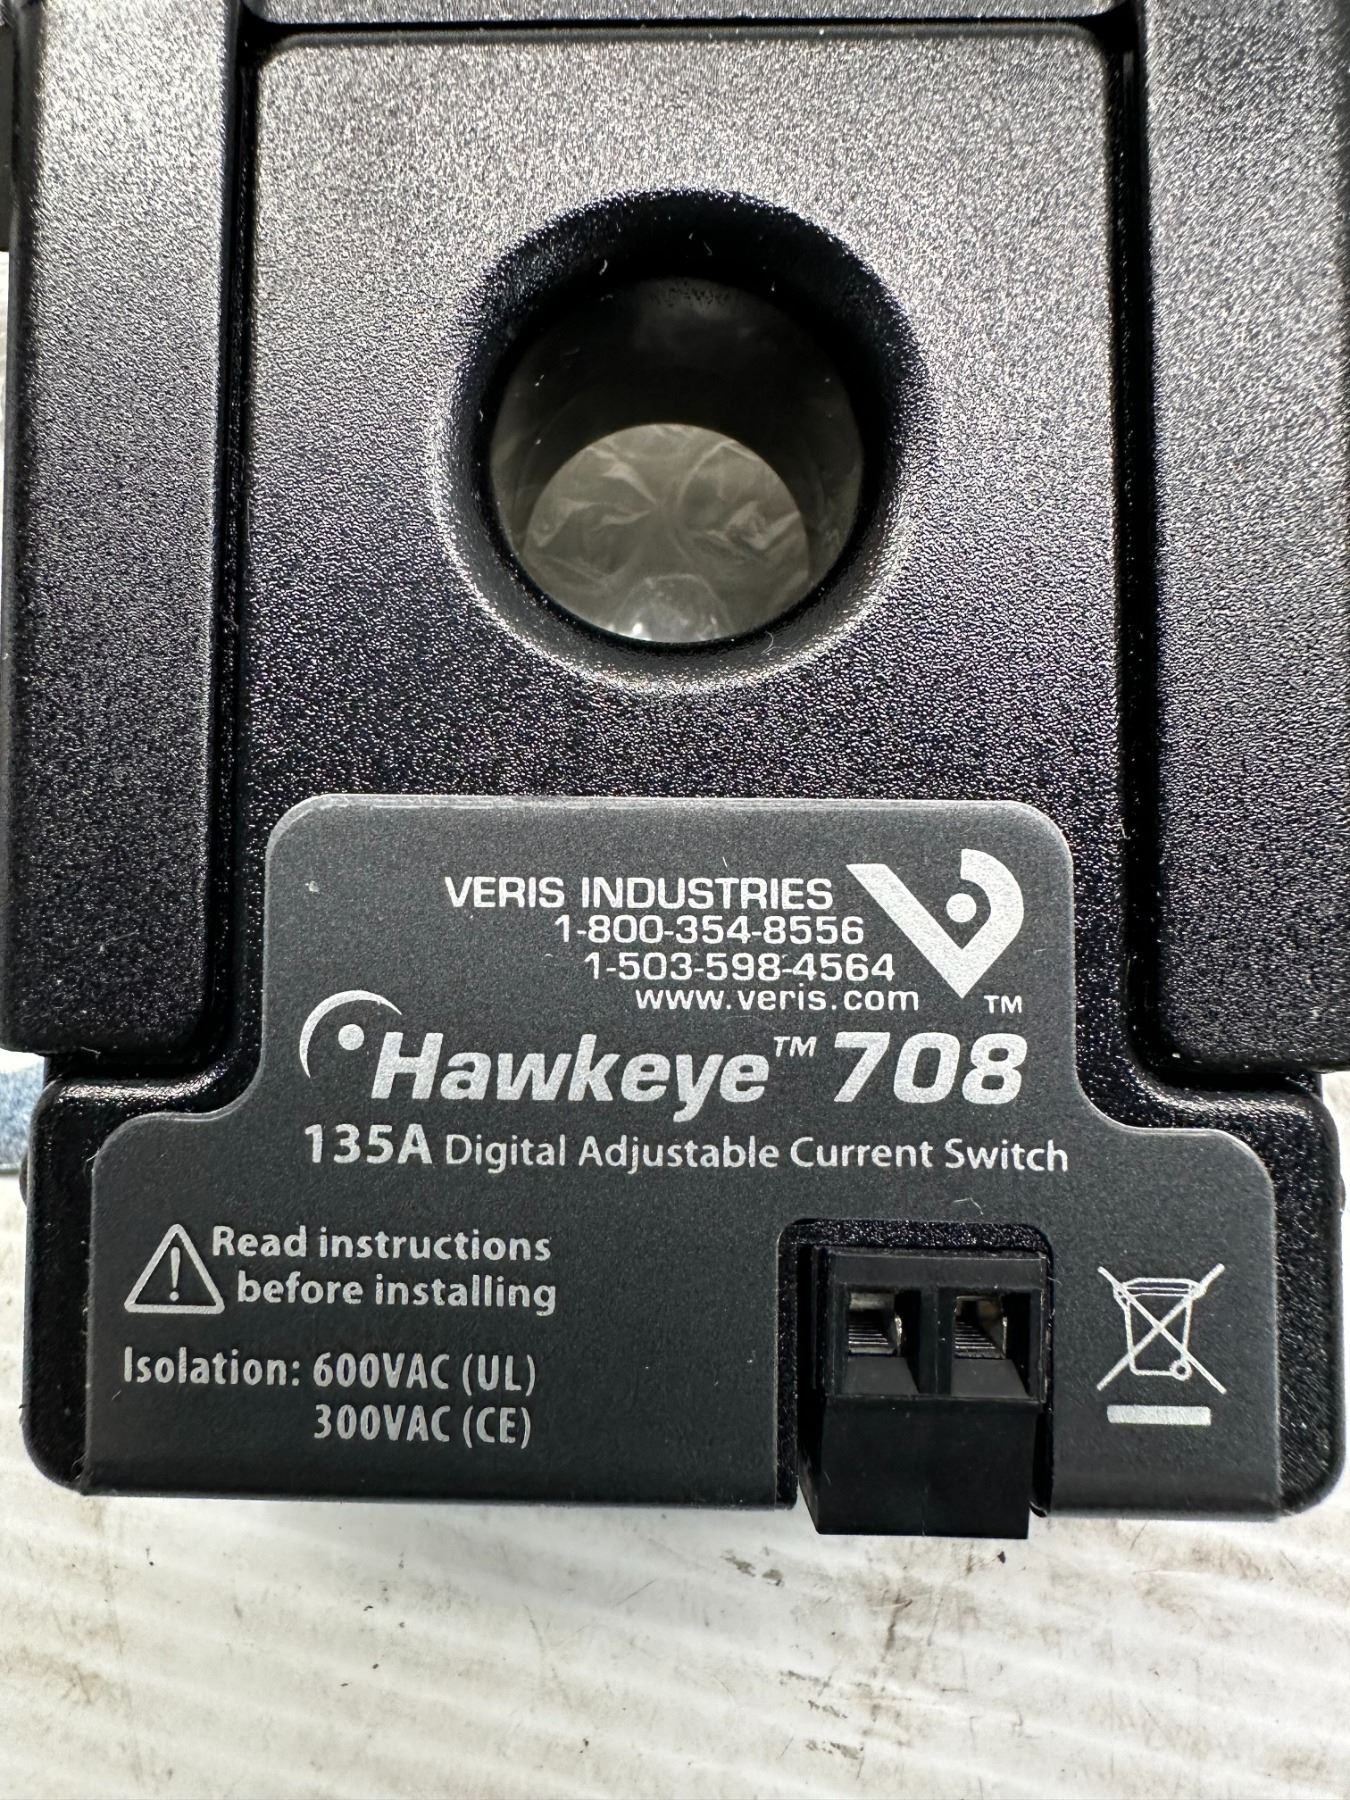 VERIS INDUSTRIES
1-800-354-8556
1-503-598-4564
www.veris.com
TM
Hawkeye™ 708
135A Digital Adjustable Current Switch
Read instructions
before installing
Isolation: 600VAC (UL)
300VAC (CE)